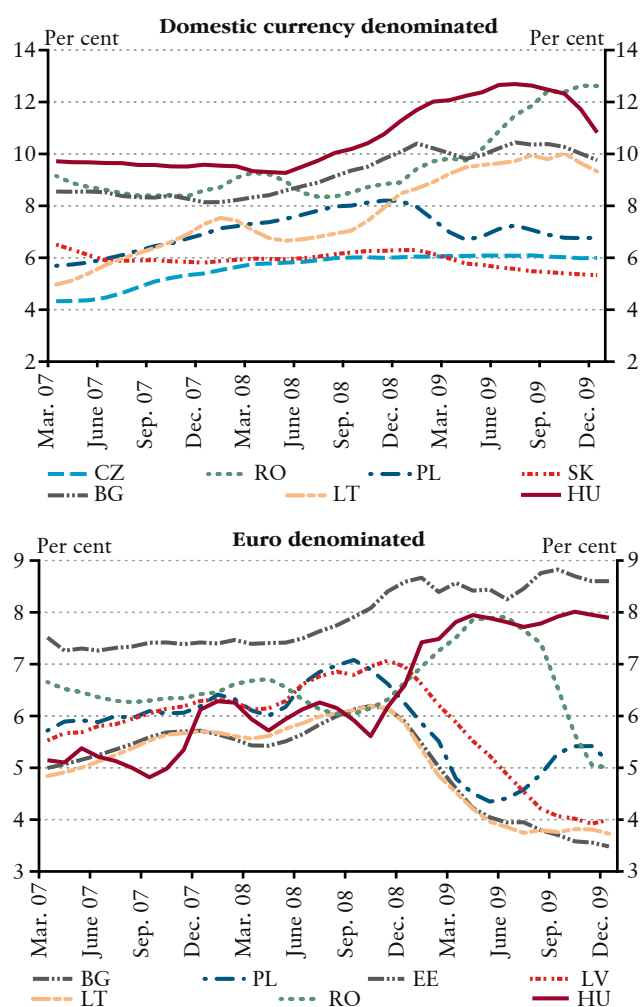 Domestic currency denominated
Per cent Per cent
14 14
12 12
10 10
8 8
6 6
4 4
2 2
Mar. 07 June 07 Sep. 07 Dec. 07 Mar. 08 June 08 Sep. 08 Dec. 08 Mar. 09 June 09 Sep. 09 Dec. 09
CZ RO PL SK
BG LT HU
Euro denominated
Per cent Per cent
9 9
8 8
7 7
6 6
5 5
4 4
3 3
Mar. 07 June 07 Sep. 07 Dec. 07 Mar. 08 June 08 Sep. 08 Dec. 08 Mar. 09 June 09 Sep. 09 Dec. 09
BG PL EE LV
LT RO HU